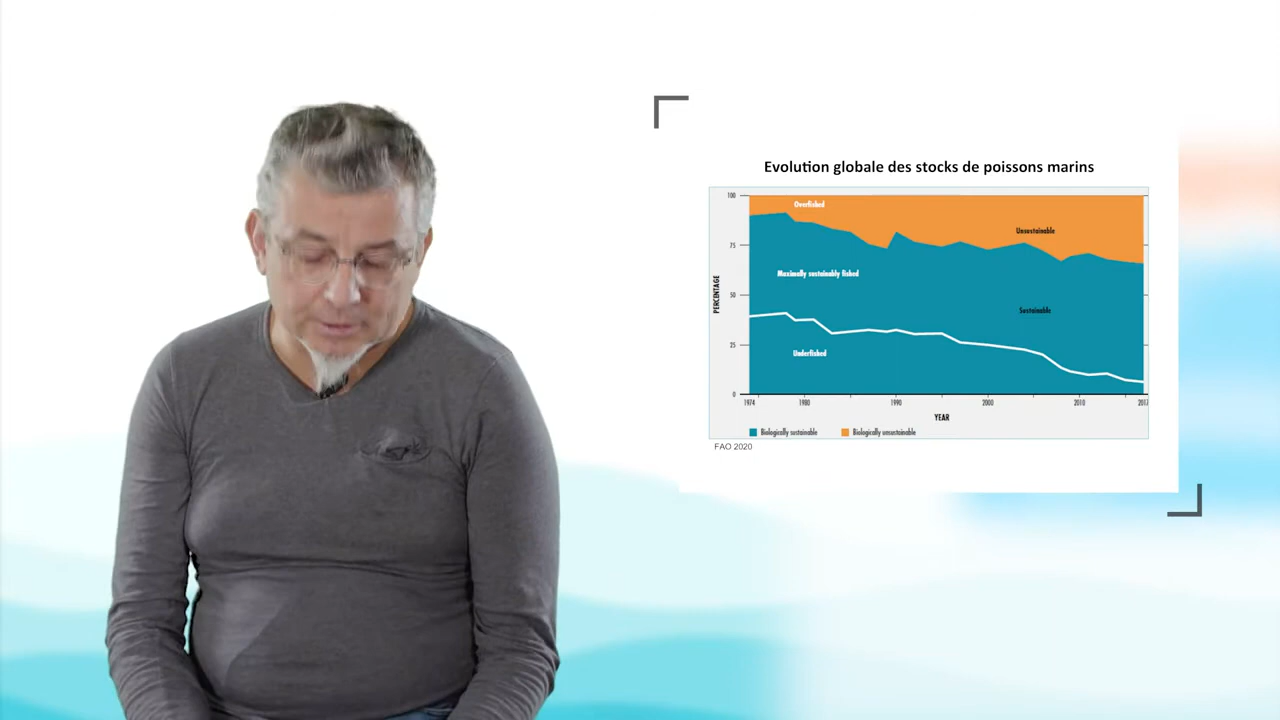 Evolution globale des stocks de poissons marins
100
75
50
25
0
PERCENTAGE
Overfished
Unsustainable
Maximally sustainably fished
Sustainable
Underfished
1974 1980 1990 2000 2010 2017
YEAR
Biologically sustainable Biologically unsustainable
FAO 2020